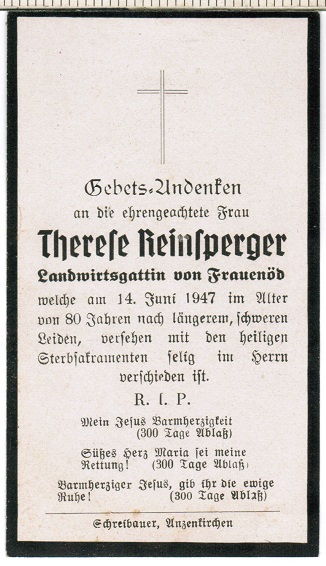 Gebets-Andenken
an die ehrengeachtete Frau
Therese Reinsperger
Landwirtsgattin von Frauenöd
welche am 14. Juni 1947 im Alter
von 80 Jahren nach längerem, schweren
Leiden, versehen mit den heiligen
Sterbsakramenten selig im Herrn
verschieden ist.
R. I. P.
Mein Jesus Barmherzigkeit
(300 Tage Ablaß)
Süßes Herz Maria sei meine
Rettung! (300 Tage Ablaß)
Barmherziger Jesus, gib ihr die ewige
Ruhe! (300 Tage Ablaß)
Schreibauer, Anzenkirchen